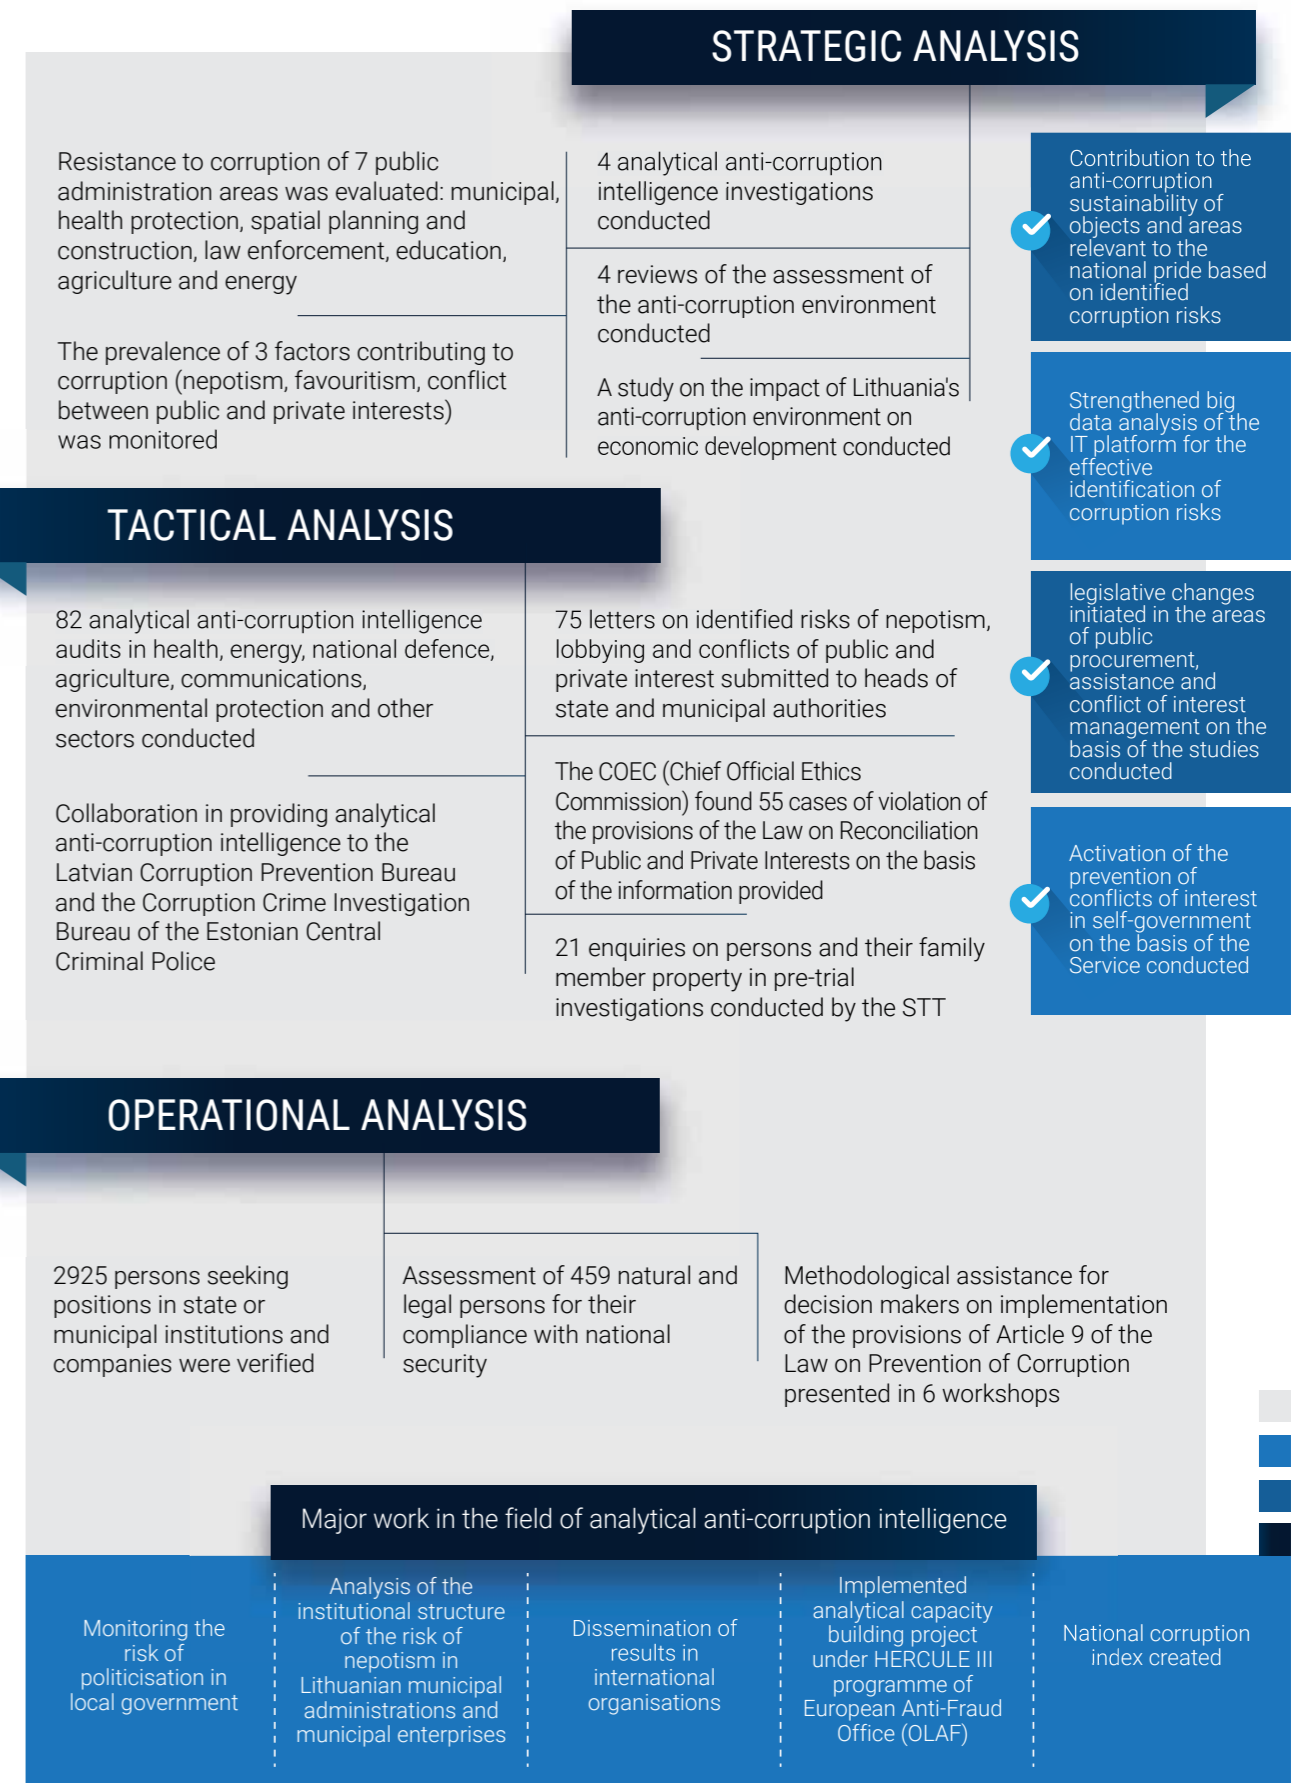 STRATEGIC ANALYSIS
Resistance to corruption of 7 public
administration areas was evaluated: municipal,
health protection, spatial planning and
construction, law enforcement, education,
agriculture and energy
The prevalence of 3 factors contributing to
corruption (nepotism, favouritism, conflict
between public and private interests)
was monitored
4 analytical anti-corruption
intelligence investigations
conducted
4 reviews of the assessment of
the anti-corruption environment
conducted
A study on the impact of Lithuania's
anti-corruption environment on
economic development conducted
Contribution to the
anti-corruption
sustainability of
objects and areas
relevant to the
national pride based
on identified
corruption risks
Strengthened big
data analysis of the
IT platform for the
effective
identification of
corruption risks
legislative changes
initiated in the areas
of public
procurement,
assistance and
conflict of interest
management on the
basis of the studies
conducted
Activation of the
prevention of
conflicts of interest
in self-government
on the basis of the
Service conducted
TACTICAL ANALYSIS
82 analytical anti-corruption intelligence
audits in health, energy, national defence,
agriculture, communications,
environmental protection and other
sectors conducted
Collaboration in providing analytical
anti-corruption intelligence to the
Latvian Corruption Prevention Bureau
and the Corruption Crime Investigation
Bureau of the Estonian Central
Criminal Police
75 letters on identified risks of nepotism,
lobbying and conflicts of public and
private interest submitted to heads of
state and municipal authorities
The COEC (Chief Official Ethics
Commission) found 55 cases of violation of
the provisions of the Law on Reconciliation
of Public and Private Interests on the basis
of the information provided
21 enquiries on persons and their family
member property in pre-trial
investigations conducted by the STT
OPERATIONAL ANALYSIS
2925 persons seeking
positions in state or
municipal institutions and
companies were verified
Assessment of 459 natural and
legal persons for their
compliance with national
security
Methodological assistance for
decision makers on implementation
of the provisions of Article 9 of the
Law on Prevention of Corruption
presented in 6 workshops
Major work in the field of analytical anti-corruption intelligence
Monitoring the
risk of
politicisation in
local government
Analysis of the
institutional structure
of the risk of
nepotism in
Lithuanian municipal
administrations and
municipal enterprises
Dissemination of
results in
international
organisations
Implemented
analytical capacity
building project
under HERCULE III
programme of
European Anti-Fraud
Office (OLAF)
National corruption
index created